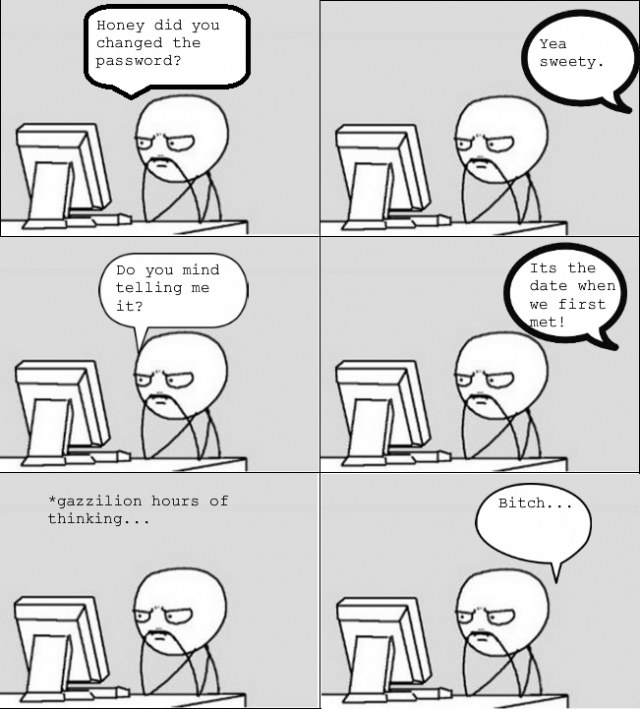 Honey did you
changed the
password?
Yea
sweety.
Do you mind
telling me
it?
Its the
date when
we first
met!
*gazzilion hours of
thinking...
Bitch...